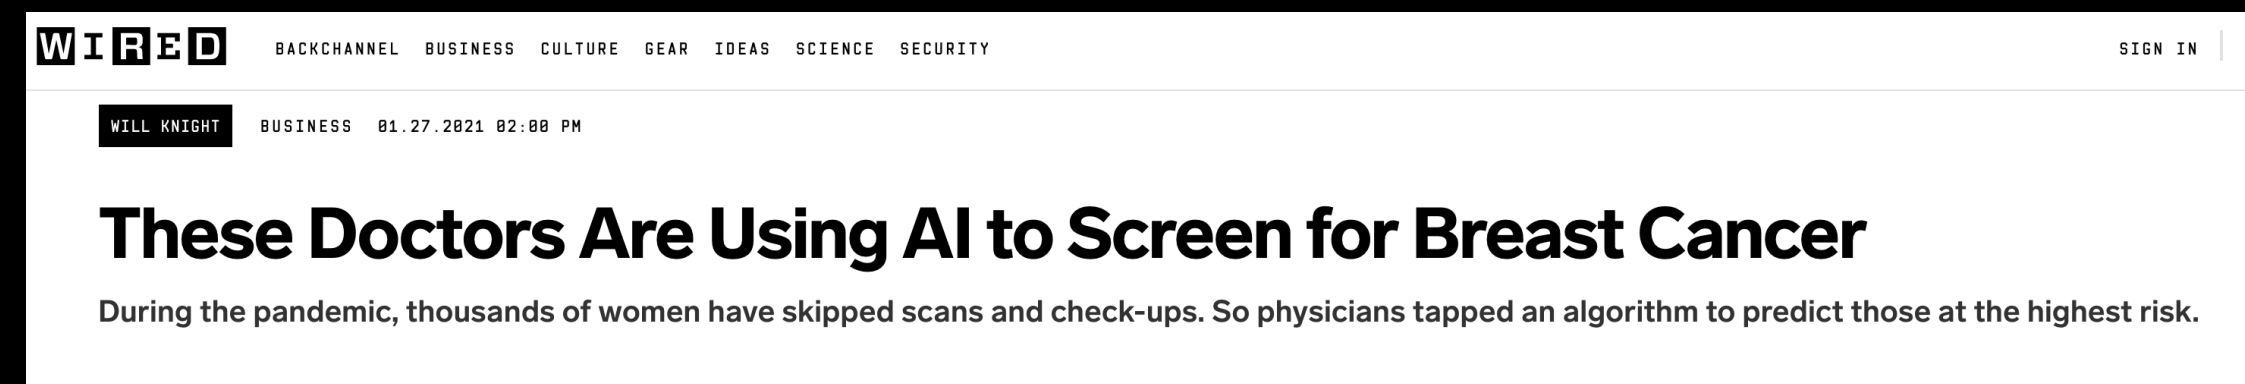 WIRED BACKCHANNEL BUSINESS CULTURE GEAR IDEAS SCIENCE SECURITY SIGN IN
WILL KNIGHT BUSINESS 01.27.2021 02:00 PM
These Doctors Are Using AI to Screen for Breast Cancer
During the pandemic, thousands of women have skipped scans and check-ups. So physicians tapped an algorithm to predict those at the highest risk.